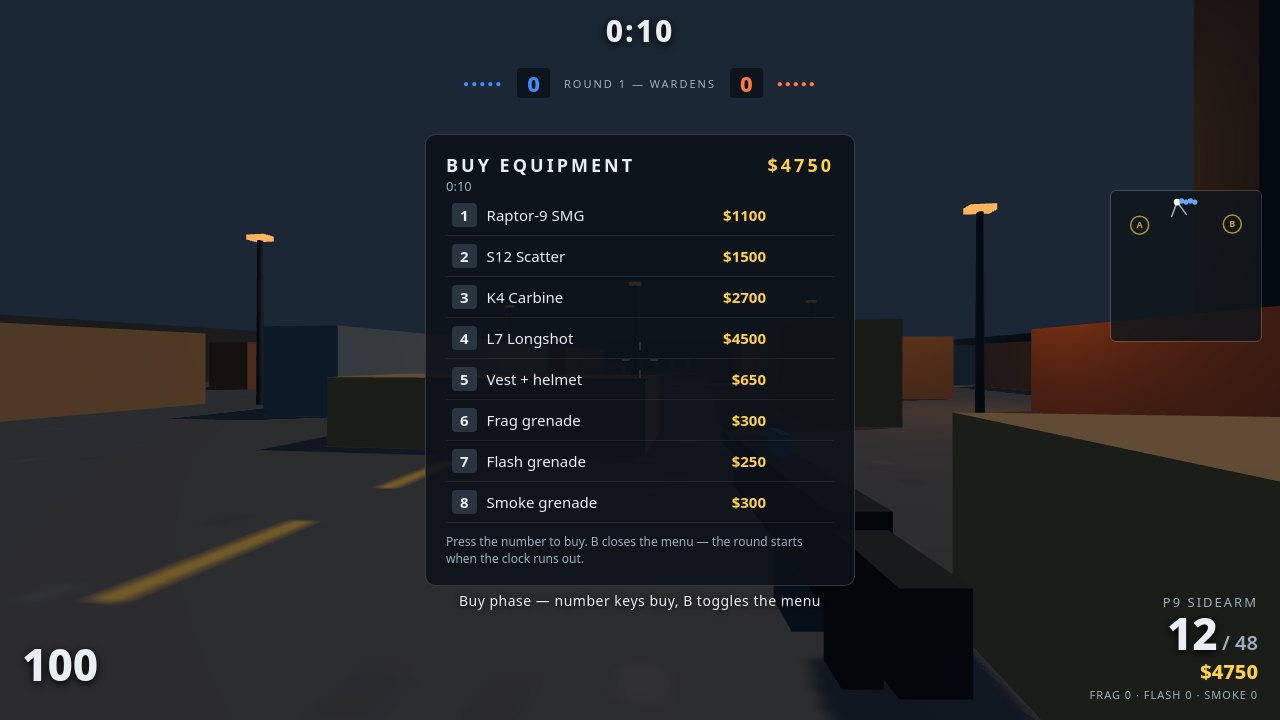 0:10
0 ROUND 1 — WARDENS 0
BUY EQUIPMENT $4750
0:10
1 Raptor-9 SMG $1100
2 S12 Scatter $1500
3 K4 Carbine $2700
4 L7 Longshot $4500
5 Vest + helmet $650
6 Frag grenade $300
7 Flash grenade $250
8 Smoke grenade $300
Press the number to buy. B closes the menu — the round starts
when the clock runs out.
Buy phase — number keys buy, B toggles the menu
A B
100
P9 SIDEARM
12 / 48
$4750
FRAG 0 · FLASH 0 · SMOKE 0